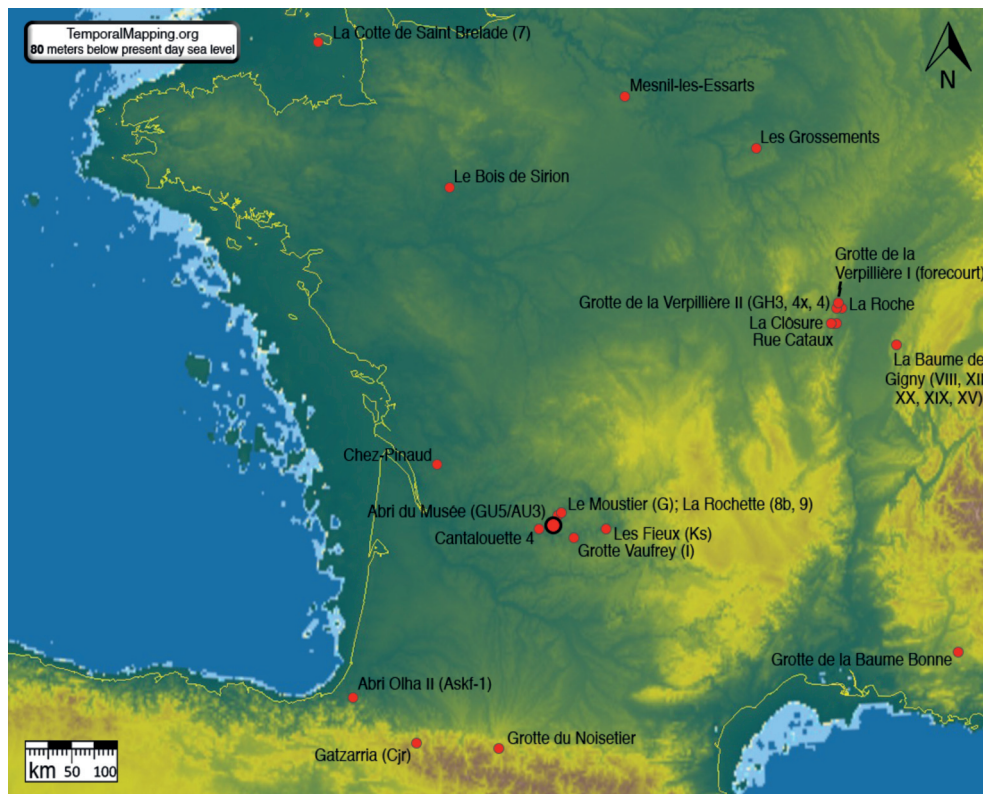 TemporalMapping.org
80 meters below present day sea level
La Cotte de Saint Brelade (7)
N
Mesnil-les-Essarts
Les Grossements
Le Bois de Sirion
Grotte de la
Verpillière I (forecourt)
Grotte de la Verpillière II (GH3, 4x, 4)
La Roche
La Clôsure
Rue Cataux
La Baume de
Gigny (VIII, XII
XX, XIX, XV)
Chez-Pinaud
Abri du Musée (GU5/AU3)
Le Moustier (G); La Rochette (8b, 9)
Cantalouette 4
Les Fieux (Ks)
Grotte Vaufrey (I)
Grotte de la Baume Bonne
Abri Olha II (Askf-1)
Gatzarria (Cjr)
Grotte du Noisetier
km 50 100